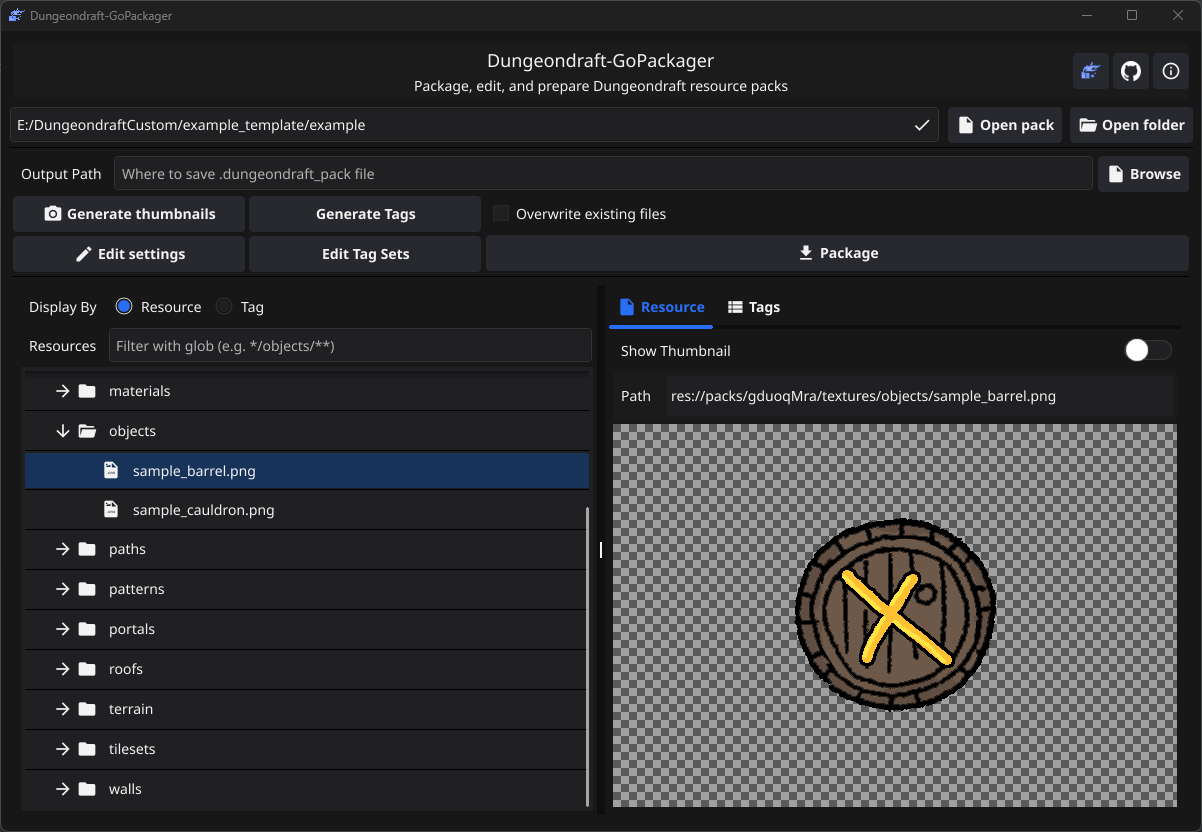 Dungeondraft-GoPackager
Dungeondraft-GoPackager
Package, edit, and prepare Dungeondraft resource packs
E:/DungeondraftCustom/example_template/example
Open pack
Open folder
Output Path
Where to save .dungeondraft_pack file
Browse
Generate thumbnails
Generate Tags
Overwrite existing files
Edit settings
Edit Tag Sets
Package
Display By
Resource
Tag
Resources
Filter with glob (e.g. */objects/**)
materials
objects
sample_barrel.png
sample_cauldron.png
paths
patterns
portals
roofs
terrain
tilesets
walls
Resource
Tags
Show Thumbnail
Path
res://packs/gduoqMra/textures/objects/sample_barrel.png